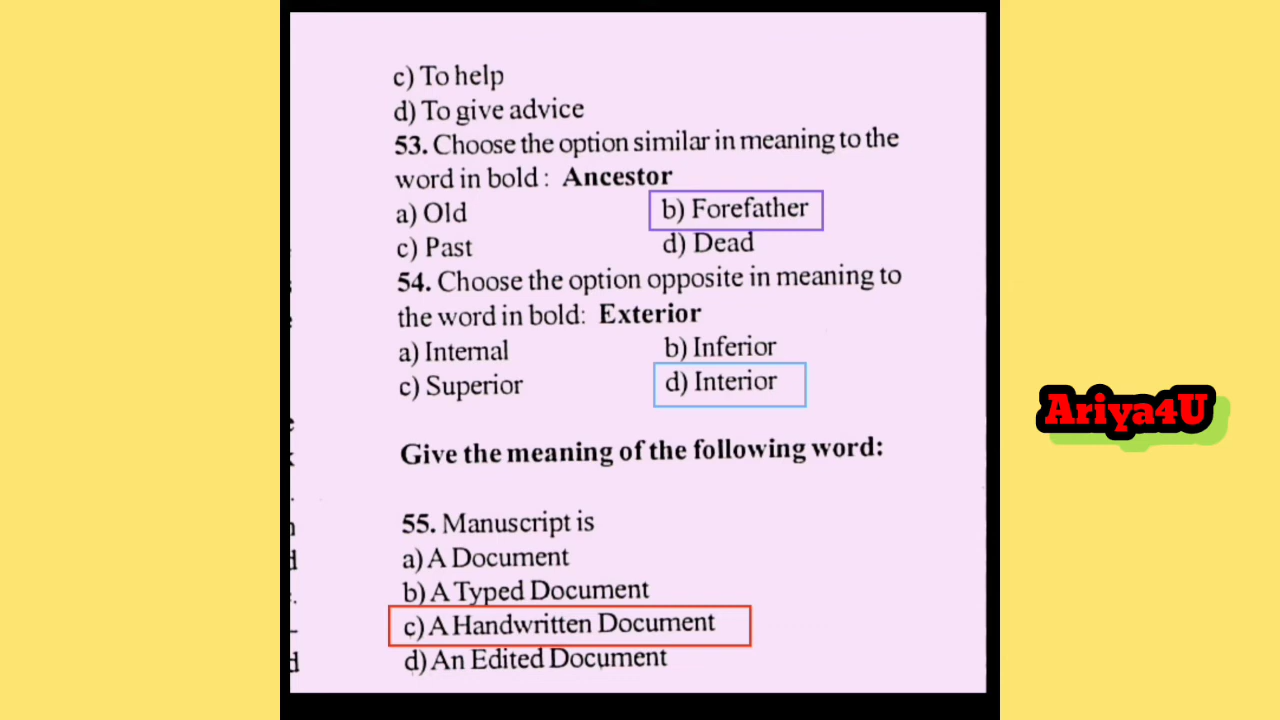 c) To help
d) To give advice
53. Choose the option similar in meaning to the
word in bold : Ancestor
a) Old b) Forefather
c) Past d) Dead
54. Choose the option opposite in meaning to
the word in bold: Exterior
a) Internal b) Inferior
c) Superior d) Interior
Give the meaning of the following word:
55. Manuscript is
a) A Document
b) A Typed Document
c) A Handwritten Document
d) An Edited Document
Ariya4U